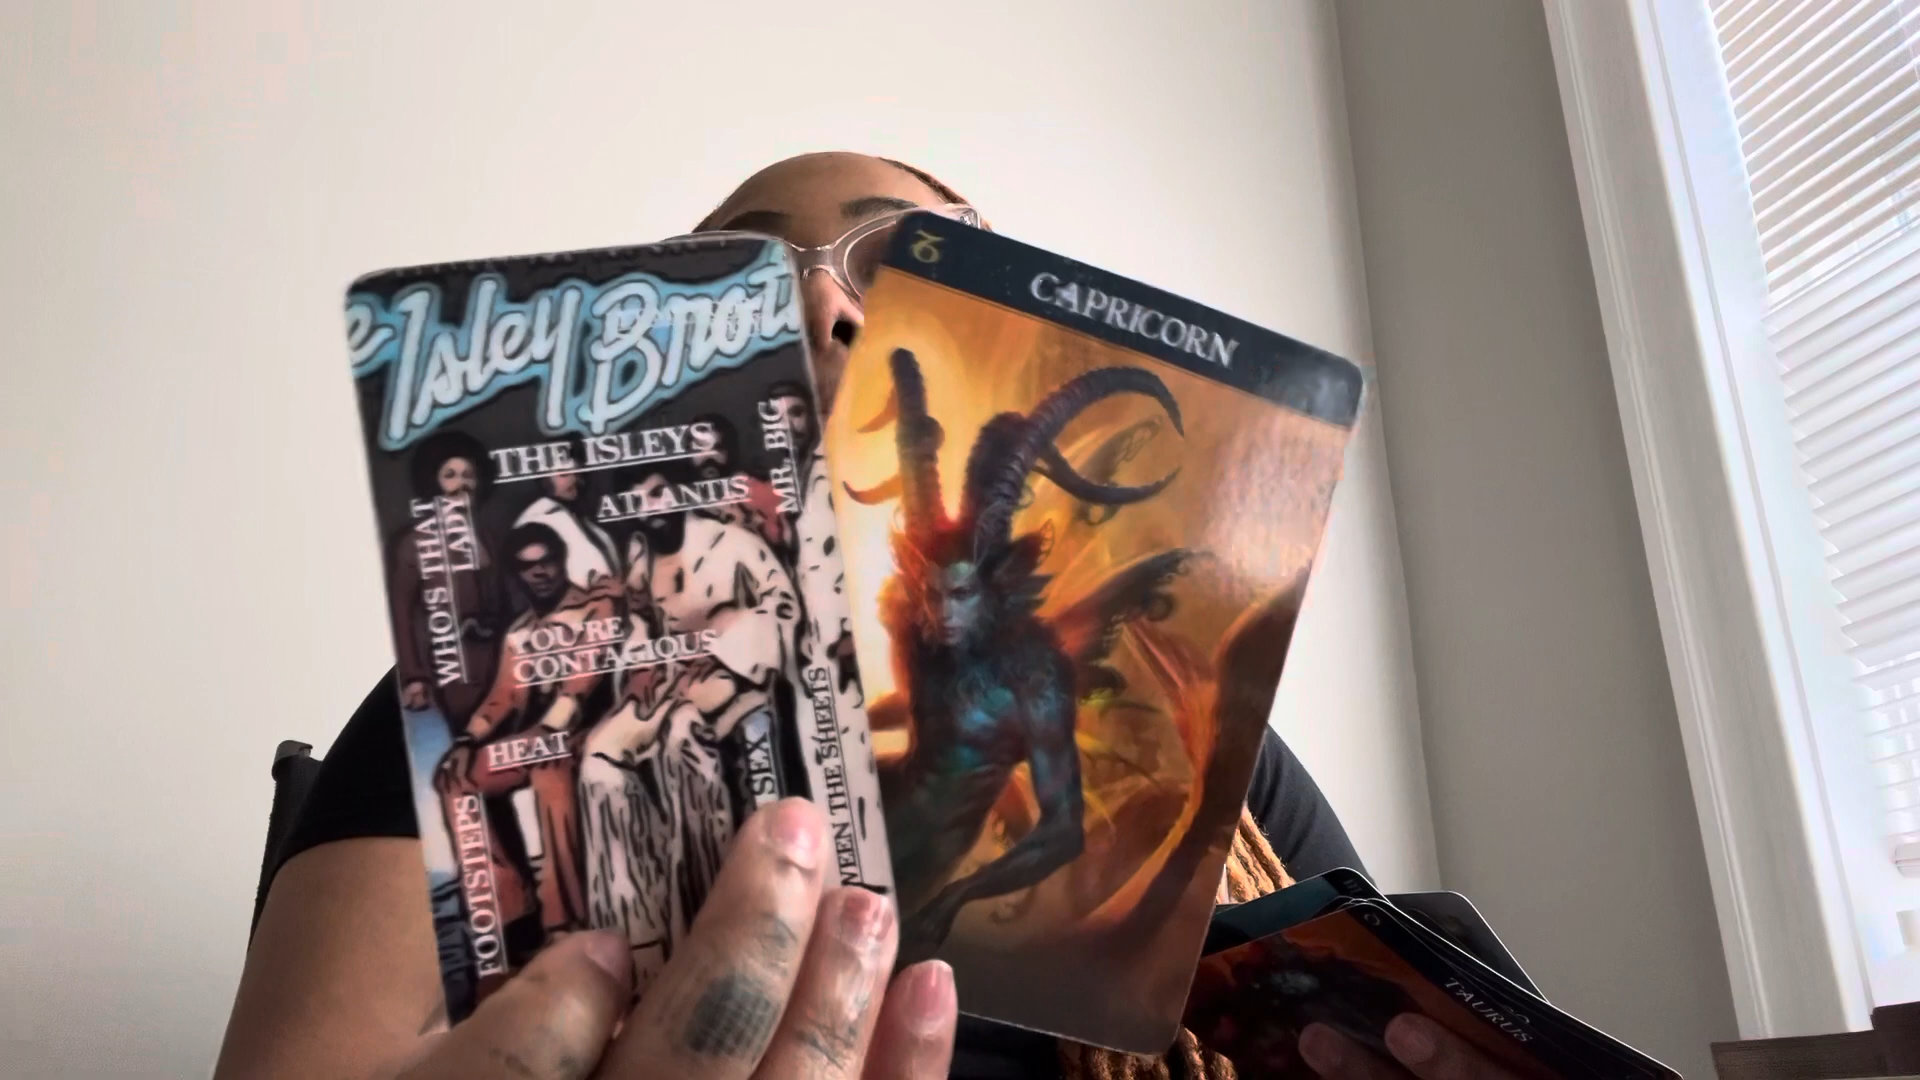 e Isley Brot
THE ISLEYS
ATLANTIS
MR. BIG
WHO'S THAT
LADY
YOU'RE
CONTAGIOUS
HEAT
SEX
WEEN THE SHEETS
FOOTSTEPS
♑ CAPRICORN
TAURUS